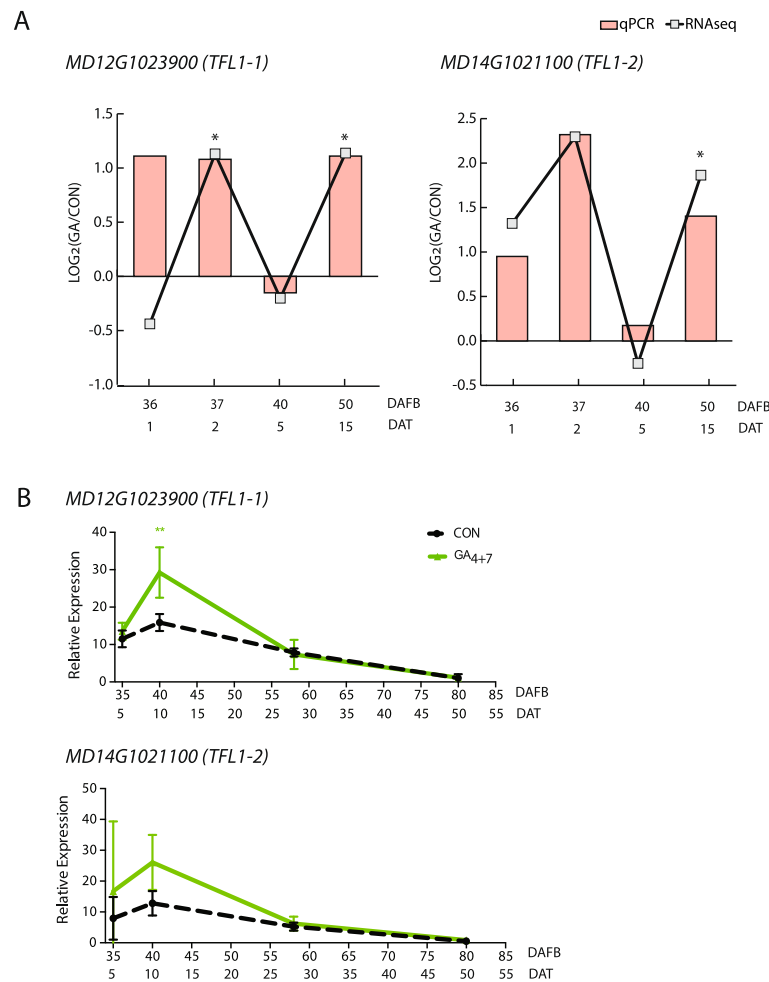 A
qPCR RNAseq
MD12G1023900 (TFL1-1)
MD14G1021100 (TFL1-2)
LOG2(GA/CON)
1.5
1.0
0.5
0.0
-0.5
-1.0
* *
36 37 40 50 DAFB
1 2 5 15 DAT
LOG2(GA/CON)
2.5
2.0
1.5
1.0
0.5
0.0
-0.5
*
36 37 40 50 DAFB
1 2 5 15 DAT
B
MD12G1023900 (TFL1-1)
CON
GA4+7
Relative Expression
40
30
20
10
0
**
35 40 45 50 55 60 65 70 75 80 85 DAFB
5 10 15 20 25 30 35 40 45 50 55 DAT
MD14G1021100 (TFL1-2)
Relative Expression
50
40
30
20
10
0
35 40 45 50 55 60 65 70 75 80 85 DAFB
5 10 15 20 25 30 35 40 45 50 55 DAT